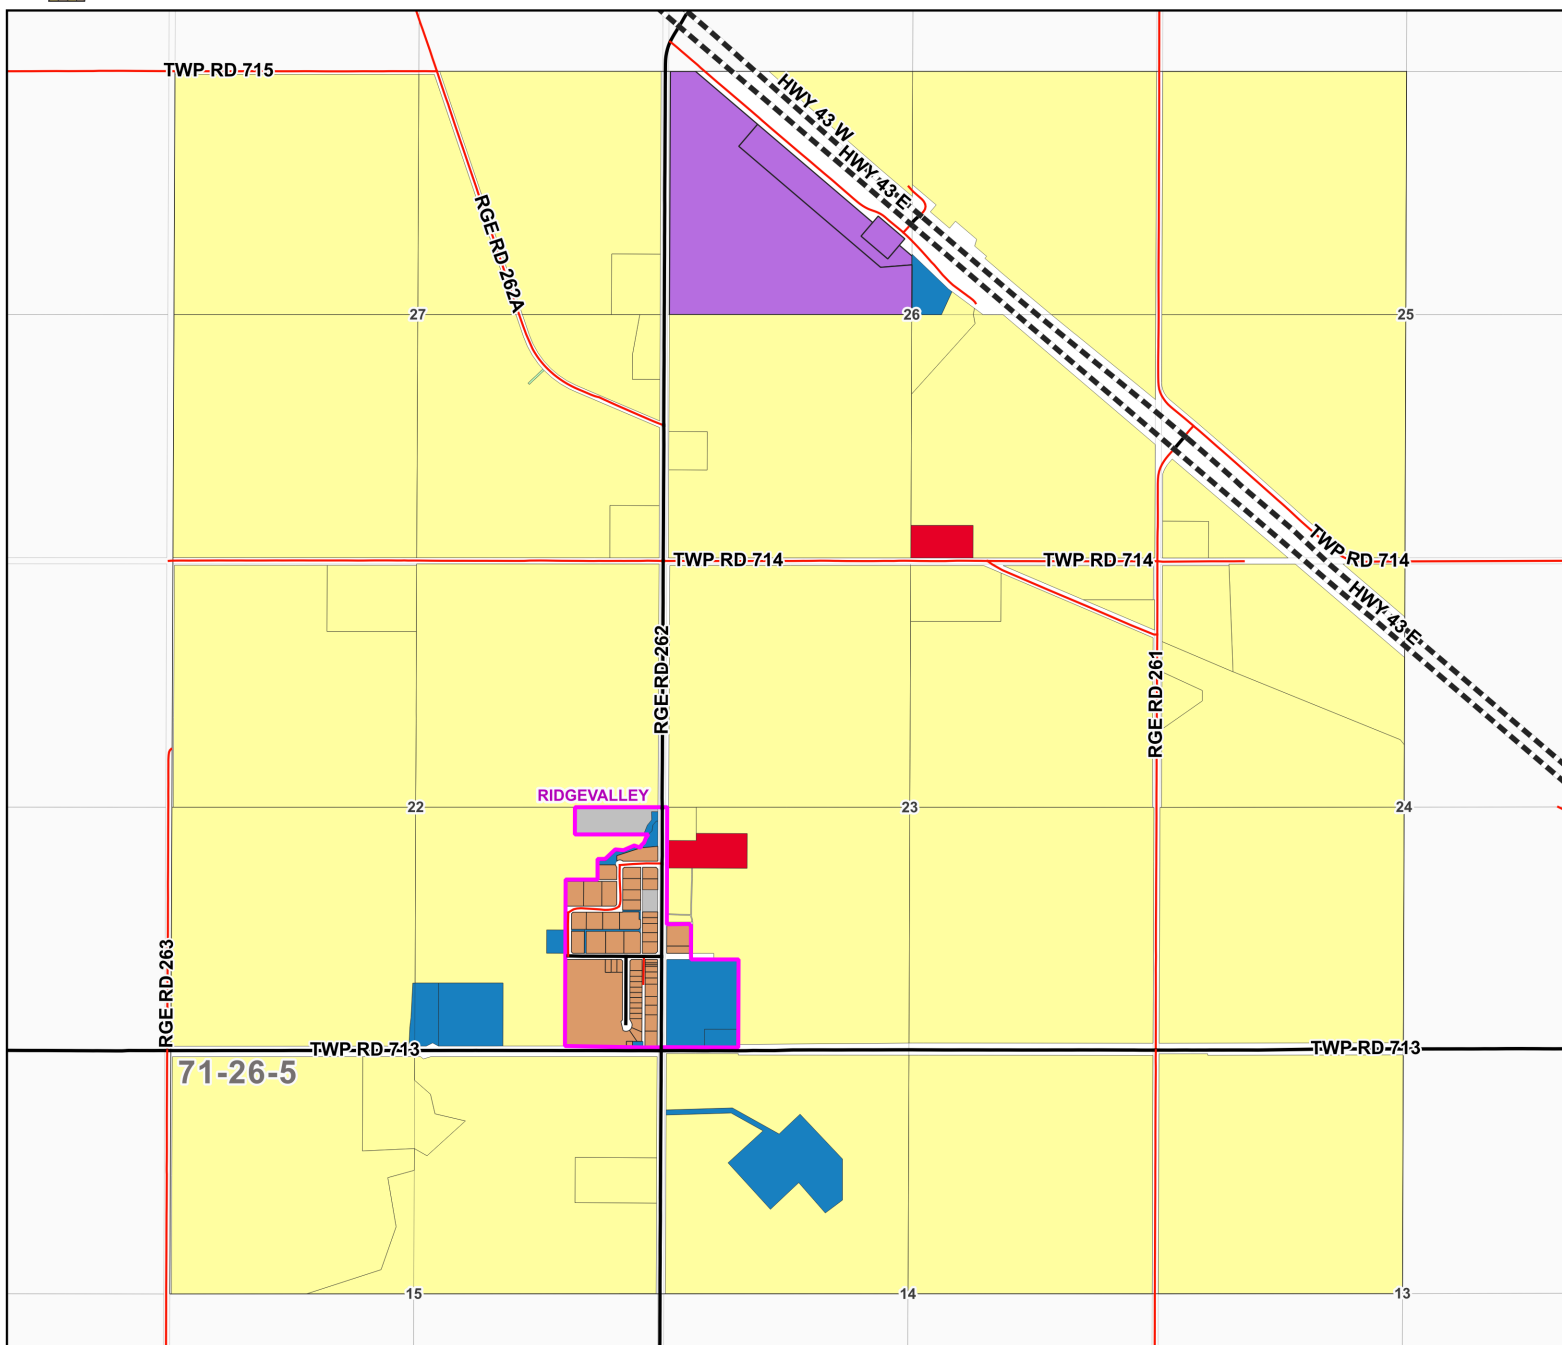 TWP RD 715
HWY 43 W
HWY 43 E
RGE RD 262A
27
26
25
TWP RD 714
TWP RD 714
TWP RD 714
HWY 43 E
RGE RD 262
RGE RD 261
RIDGEVALLEY
22
23
24
RGE RD 263
TWP RD 713
TWP RD 713
71-26-5
15
14
13